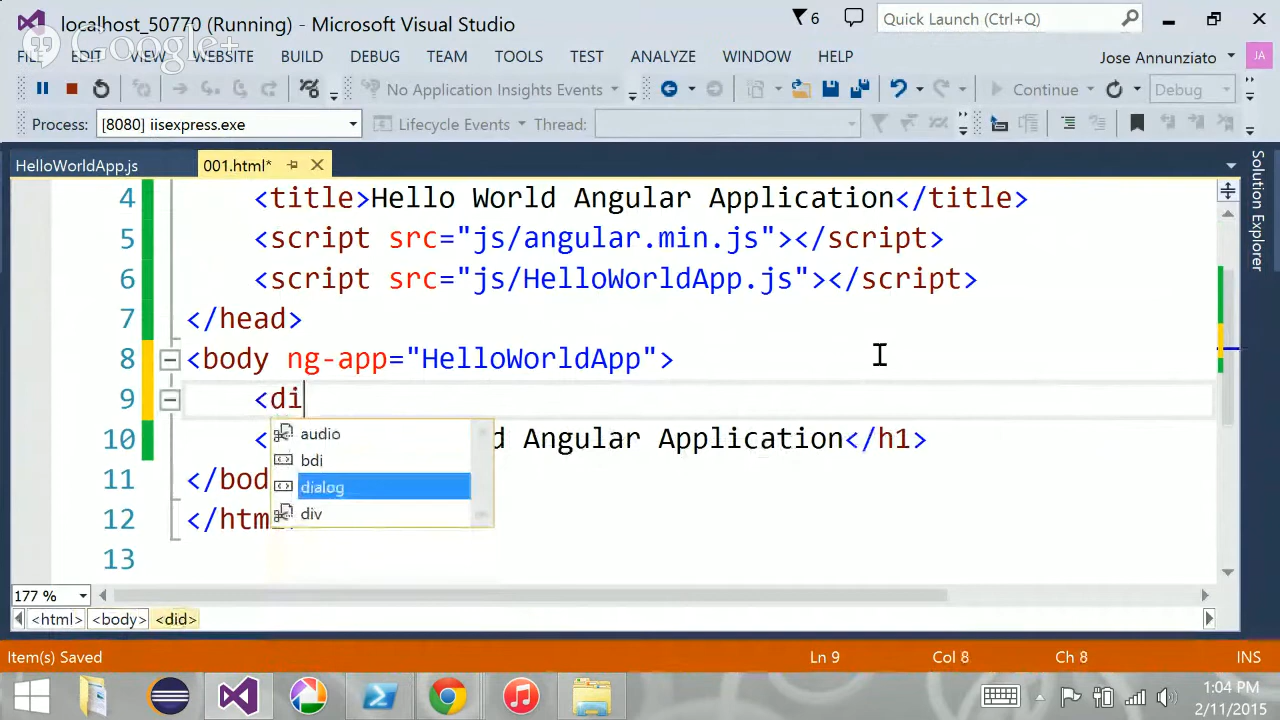 localhost_50770 (Running) - Microsoft Visual Studio
6
Quick Launch (Ctrl+Q)
Google+
FILE EDIT VIEW WEBSITE BUILD DEBUG TEAM TOOLS TEST ANALYZE WINDOW HELP
Jose Annunziato
JA
No Application Insights Events
Continue
Debug
Process:
[8080] iisexpress.exe
Lifecycle Events
Thread:
HelloWorldApp.js
001.html*
Solution Explorer
4 <title>Hello World Angular Application</title>
5 <script src="js/angular.min.js"></script>
6 <script src="js/HelloWorldApp.js"></script>
7 </head>
8 <body ng-app="HelloWorldApp">
9 <di
10 < d Angular Application</h1>
11 </bod
12 </htm
13
audio
bdi
dialog
div
177 %
<html> <body> <did>
Item(s) Saved
Ln 9
Col 8
Ch 8
INS
1:04 PM
2/11/2015